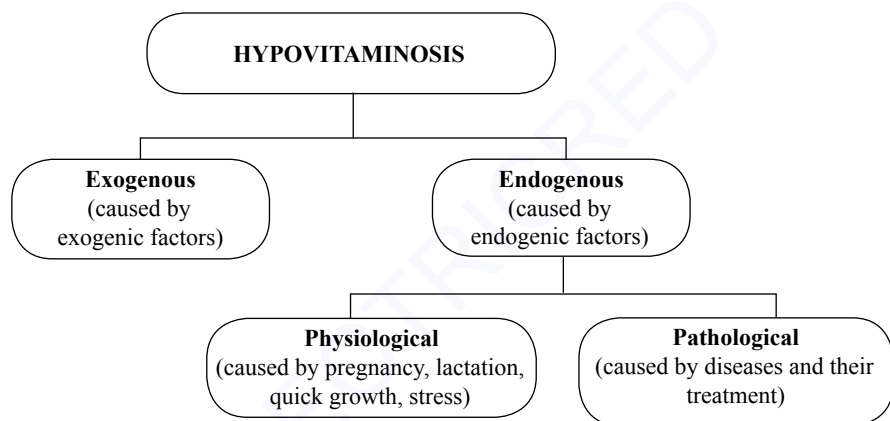 HYPOVITAMINOSIS
Exogenous
(caused by
exogenic factors)
Endogenous
(caused by
endogenic factors)
Physiological
(caused by pregnancy, lactation,
quick growth, stress)
Pathological
(caused by diseases and their
treatment)